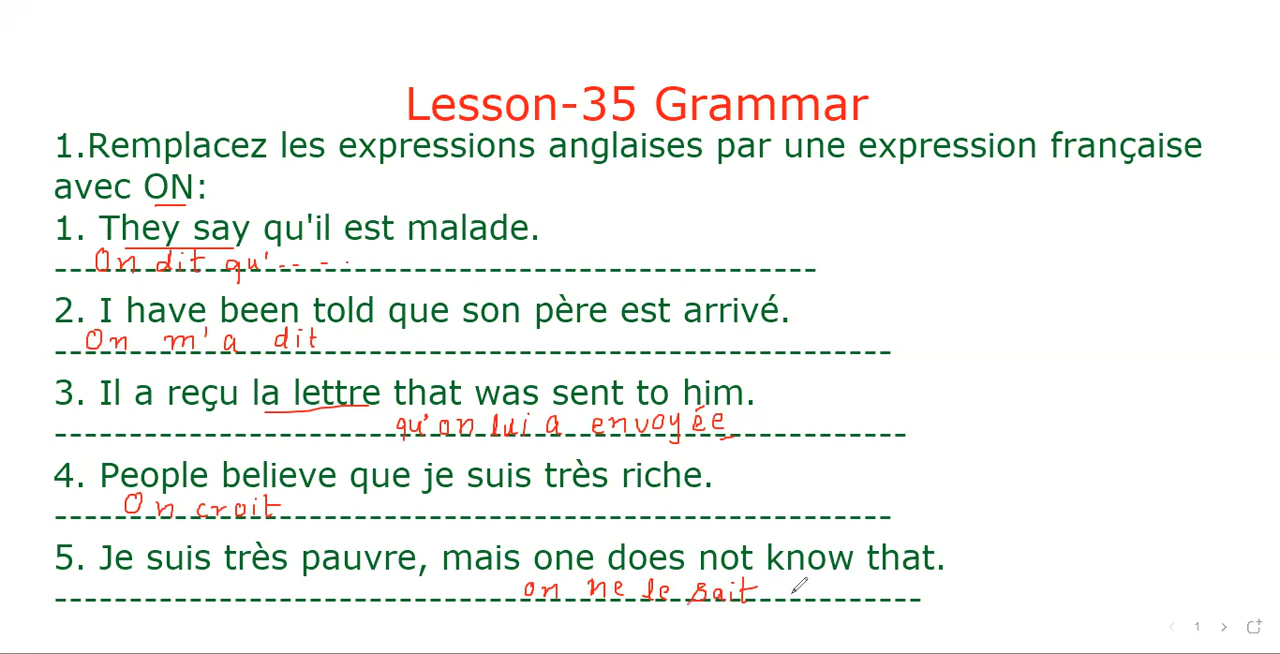 Lesson-35 Grammar
1.Remplacez les expressions anglaises par une expression française
avec ON:
1. They say qu'il est malade.
On dit qu'- - - - .
---------------------------------------------------
2. I have been told que son père est arrivé.
On m'a dit
--------------------------------------------------------
3. Il a reçu la lettre that was sent to him.
qu'on lui a envoyée
---------------------------------------------------------
4. People believe que je suis très riche.
On croit
--------------------------------------------------------
5. Je suis très pauvre, mais one does not know that.
on ne le sait
----------------------------------------------------------
1